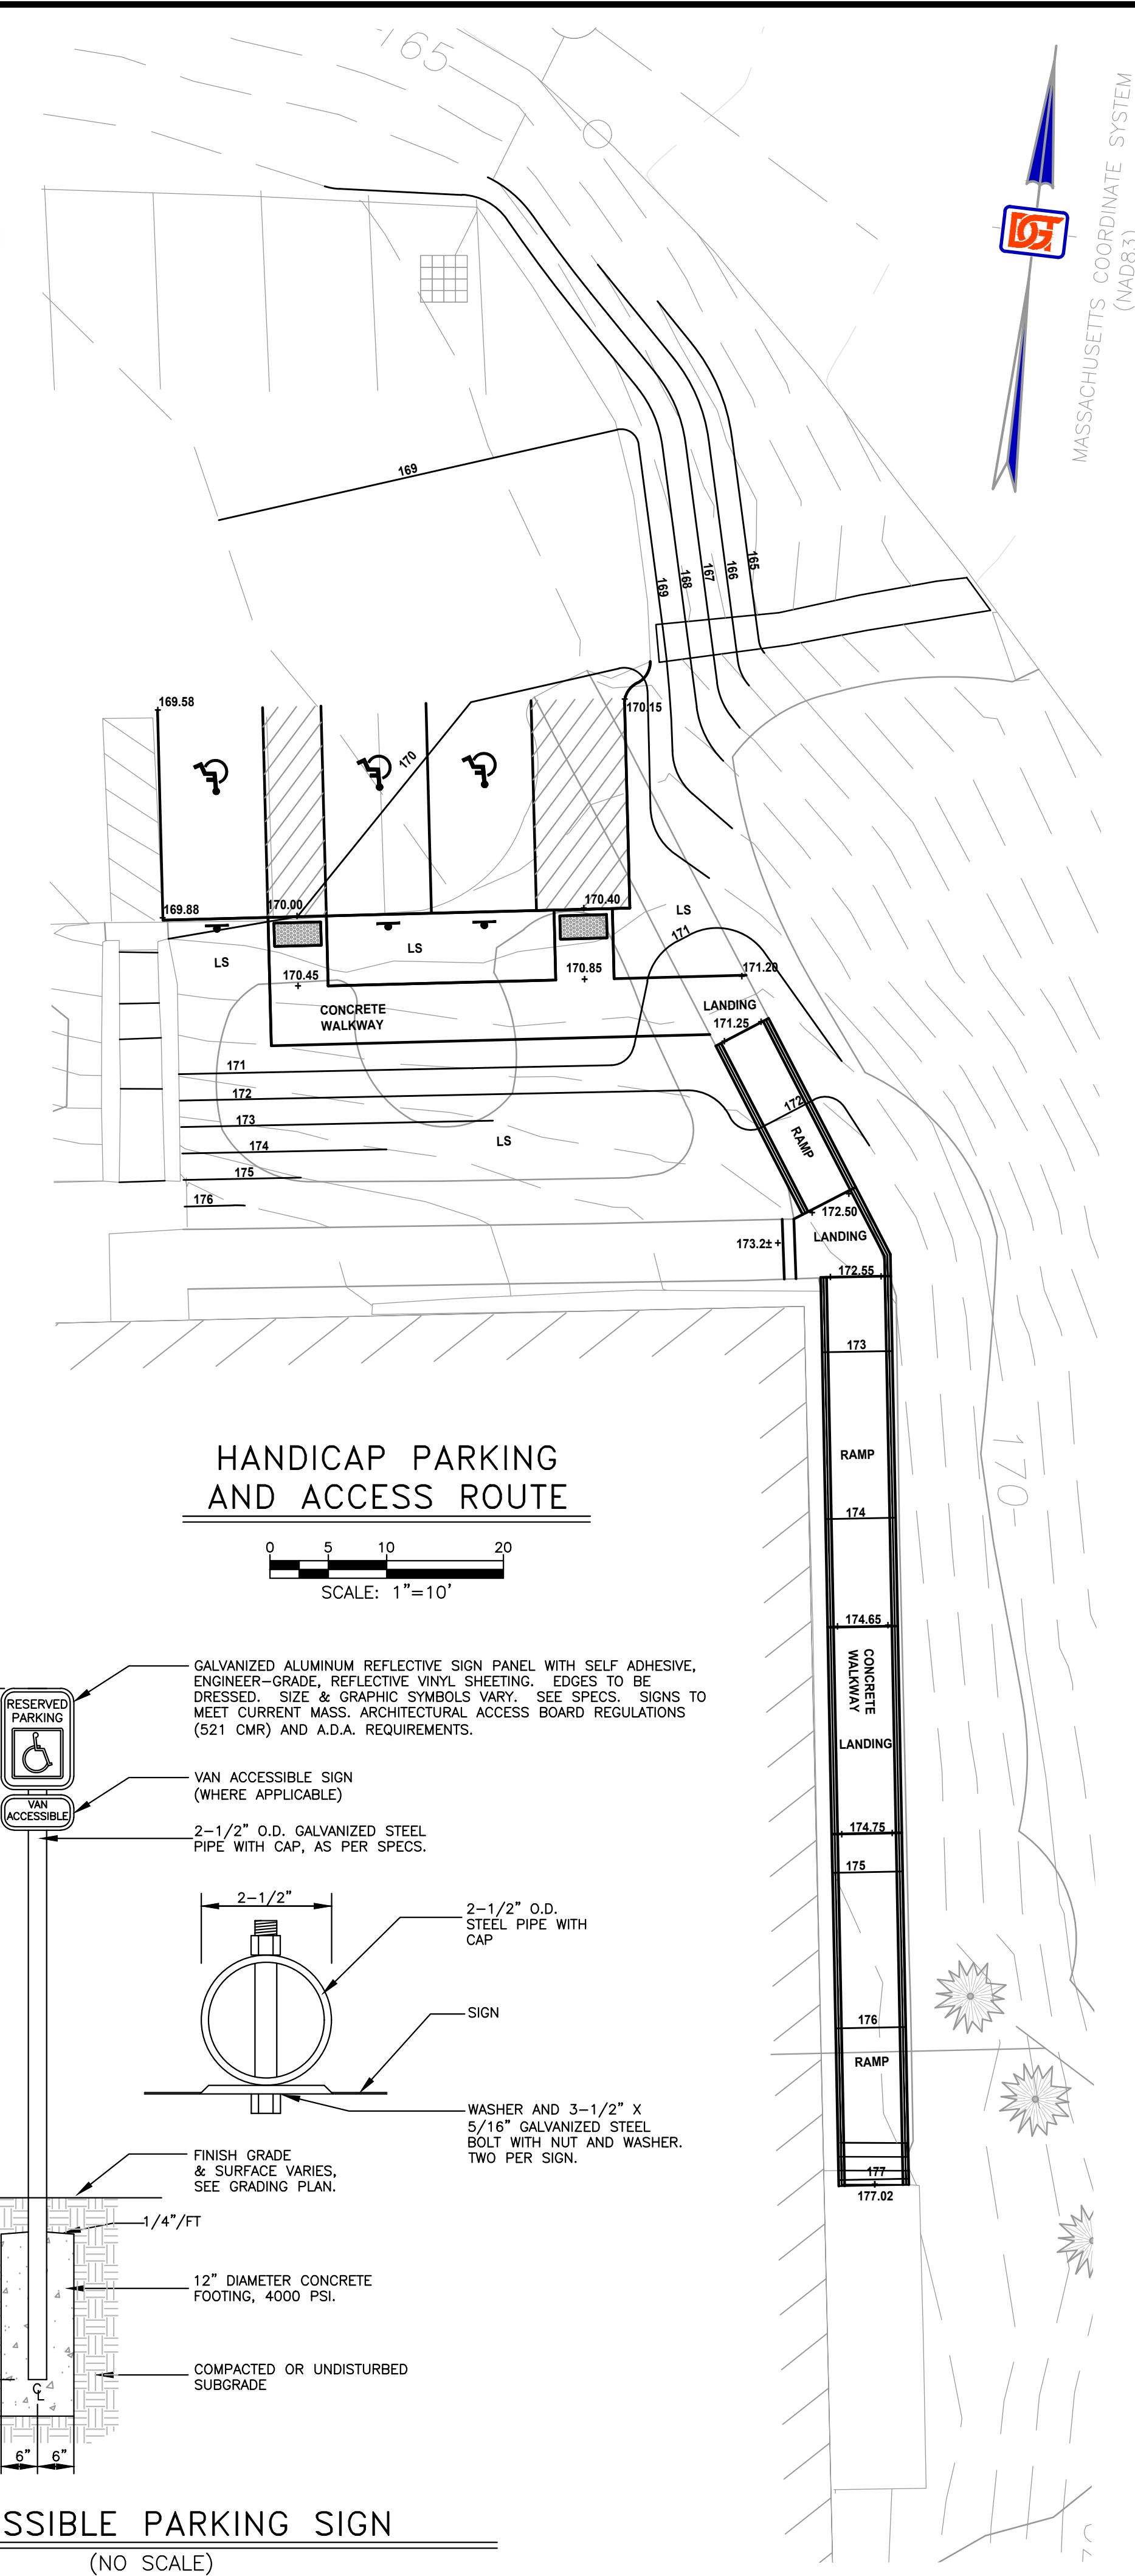 165
MASSACHUSETTS COORDINATE SYSTEM
(NAD83)
169
169
168
167
166
165
169.58
170.15
170
169.88
170.00
170.40
LS
LS
LS
171
170.45
170.85
171.20
CONCRETE
WALKWAY
LANDING
171.25
171
172
172
173
174
LS
RAMP
175
176
172.50
173.2±
LANDING
172.55
173
HANDICAP PARKING
AND ACCESS ROUTE
RAMP
170
174
0 5 10 20
SCALE: 1"=10'
174.65
CONCRETE
WALKWAY
LANDING
174.75
175
176
RAMP
177
177.02
RESERVED
PARKING
VAN
ACCESSIBLE
GALVANIZED ALUMINUM REFLECTIVE SIGN PANEL WITH SELF ADHESIVE,
ENGINEER-GRADE, REFLECTIVE VINYL SHEETING. EDGES TO BE
DRESSED. SIZE & GRAPHIC SYMBOLS VARY. SEE SPECS. SIGNS TO
MEET CURRENT MASS. ARCHITECTURAL ACCESS BOARD REGULATIONS
(521 CMR) AND A.D.A. REQUIREMENTS.
VAN ACCESSIBLE SIGN
(WHERE APPLICABLE)
2-1/2" O.D. GALVANIZED STEEL
PIPE WITH CAP, AS PER SPECS.
2-1/2"
2-1/2" O.D.
STEEL PIPE WITH
CAP
SIGN
WASHER AND 3-1/2" X
5/16" GALVANIZED STEEL
BOLT WITH NUT AND WASHER.
TWO PER SIGN.
FINISH GRADE
& SURFACE VARIES,
SEE GRADING PLAN.
1/4"/FT
12" DIAMETER CONCRETE
FOOTING, 4000 PSI.
COMPACTED OR UNDISTURBED
SUBGRADE
CL
6" 6"
SSIBLE PARKING SIGN
(NO SCALE)